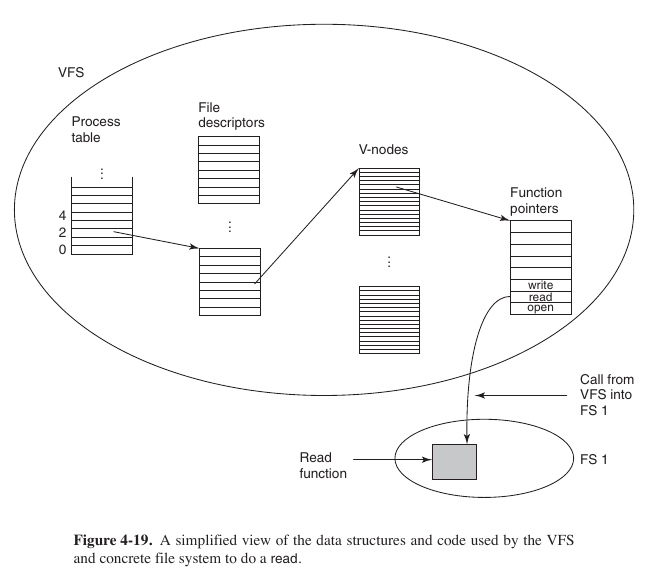 VFS
Process
table
File
descriptors
V-nodes
Function
pointers
4
2
0
write
read
open
Call from
VFS into
FS 1
Read
function
FS 1
Figure 4-19. A simplified view of the data structures and code used by the VFS
and concrete file system to do a read.